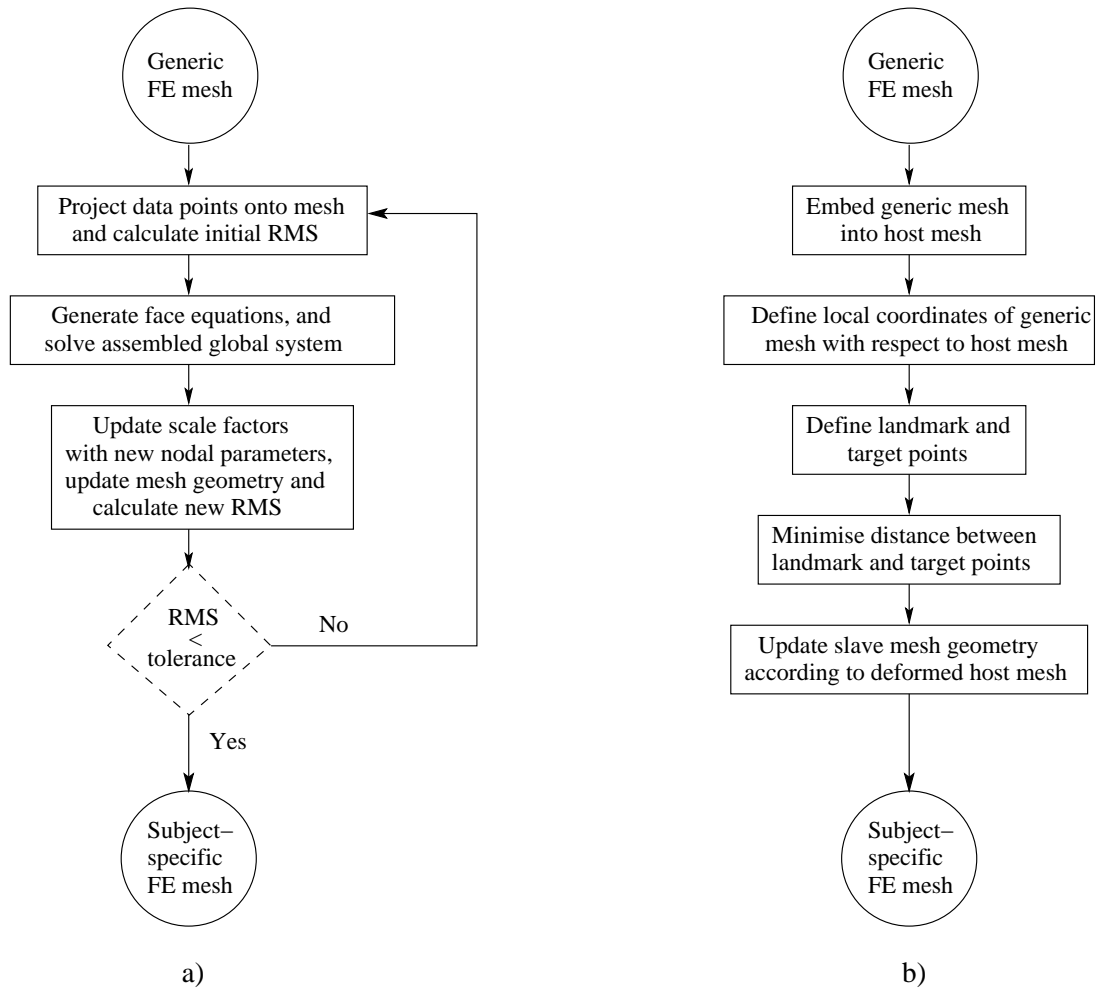 Generic
FE mesh
Project data points onto mesh
and calculate initial RMS
Generate face equations, and
solve assembled global system
Update scale factors
with new nodal parameters,
update mesh geometry and
calculate new RMS
RMS
<
tolerance
No
Yes
Subject–
specific
FE mesh
a)
Generic
FE mesh
Embed generic mesh
into host mesh
Define local coordinates of generic
mesh with respect to host mesh
Define landmark and
target points
Minimise distance between
landmark and target points
Update slave mesh geometry
according to deformed host mesh
Subject–
specific
FE mesh
b)